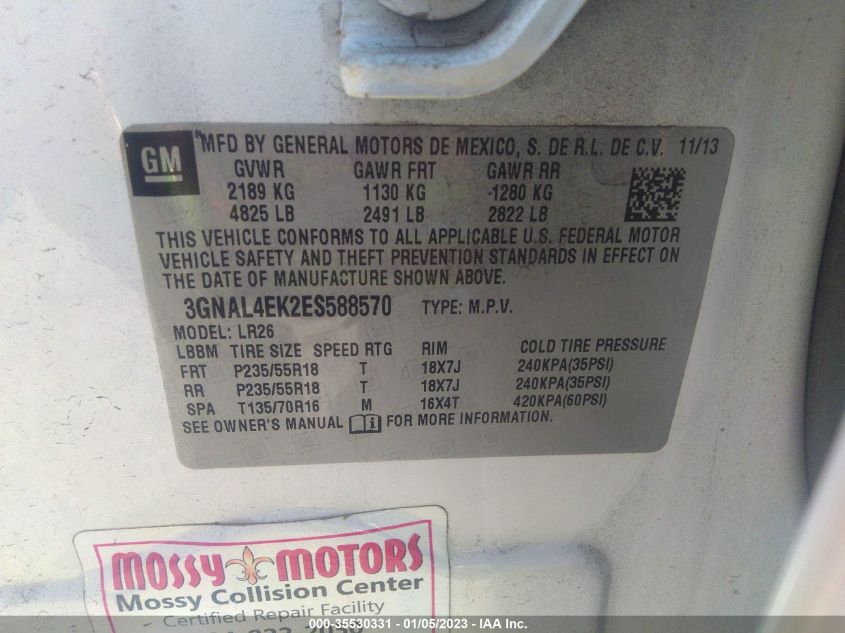 GM
MFD BY GENERAL MOTORS DE MEXICO, S. DE R.L. DE C.V. 11/13
GVWR GAWR FRT GAWR RR
2189 KG 1130 KG 1280 KG
4825 LB 2491 LB 2822 LB
THIS VEHICLE CONFORMS TO ALL APPLICABLE U.S. FEDERAL MOTOR
VEHICLE SAFETY AND THEFT PREVENTION STANDARDS IN EFFECT ON
THE DATE OF MANUFACTURE SHOWN ABOVE.
3GNAL4EK2ES588570 TYPE: M.P.V.
MODEL: LR26
LBBM TIRE SIZE SPEED RTG RIM COLD TIRE PRESSURE
FRT P235/55R18 T 18X7J 240KPA(35PSI)
RR P235/55R18 T 18X7J 240KPA(35PSI)
SPA T135/70R16 M 16X4T 420KPA(60PSI)
SEE OWNER'S MANUAL FOR MORE INFORMATION.
MOSSY MOTORS
Mossy Collision Center
Certified Repair Facility
000-35530331 - 01/05/2023 - © IAA Inc.